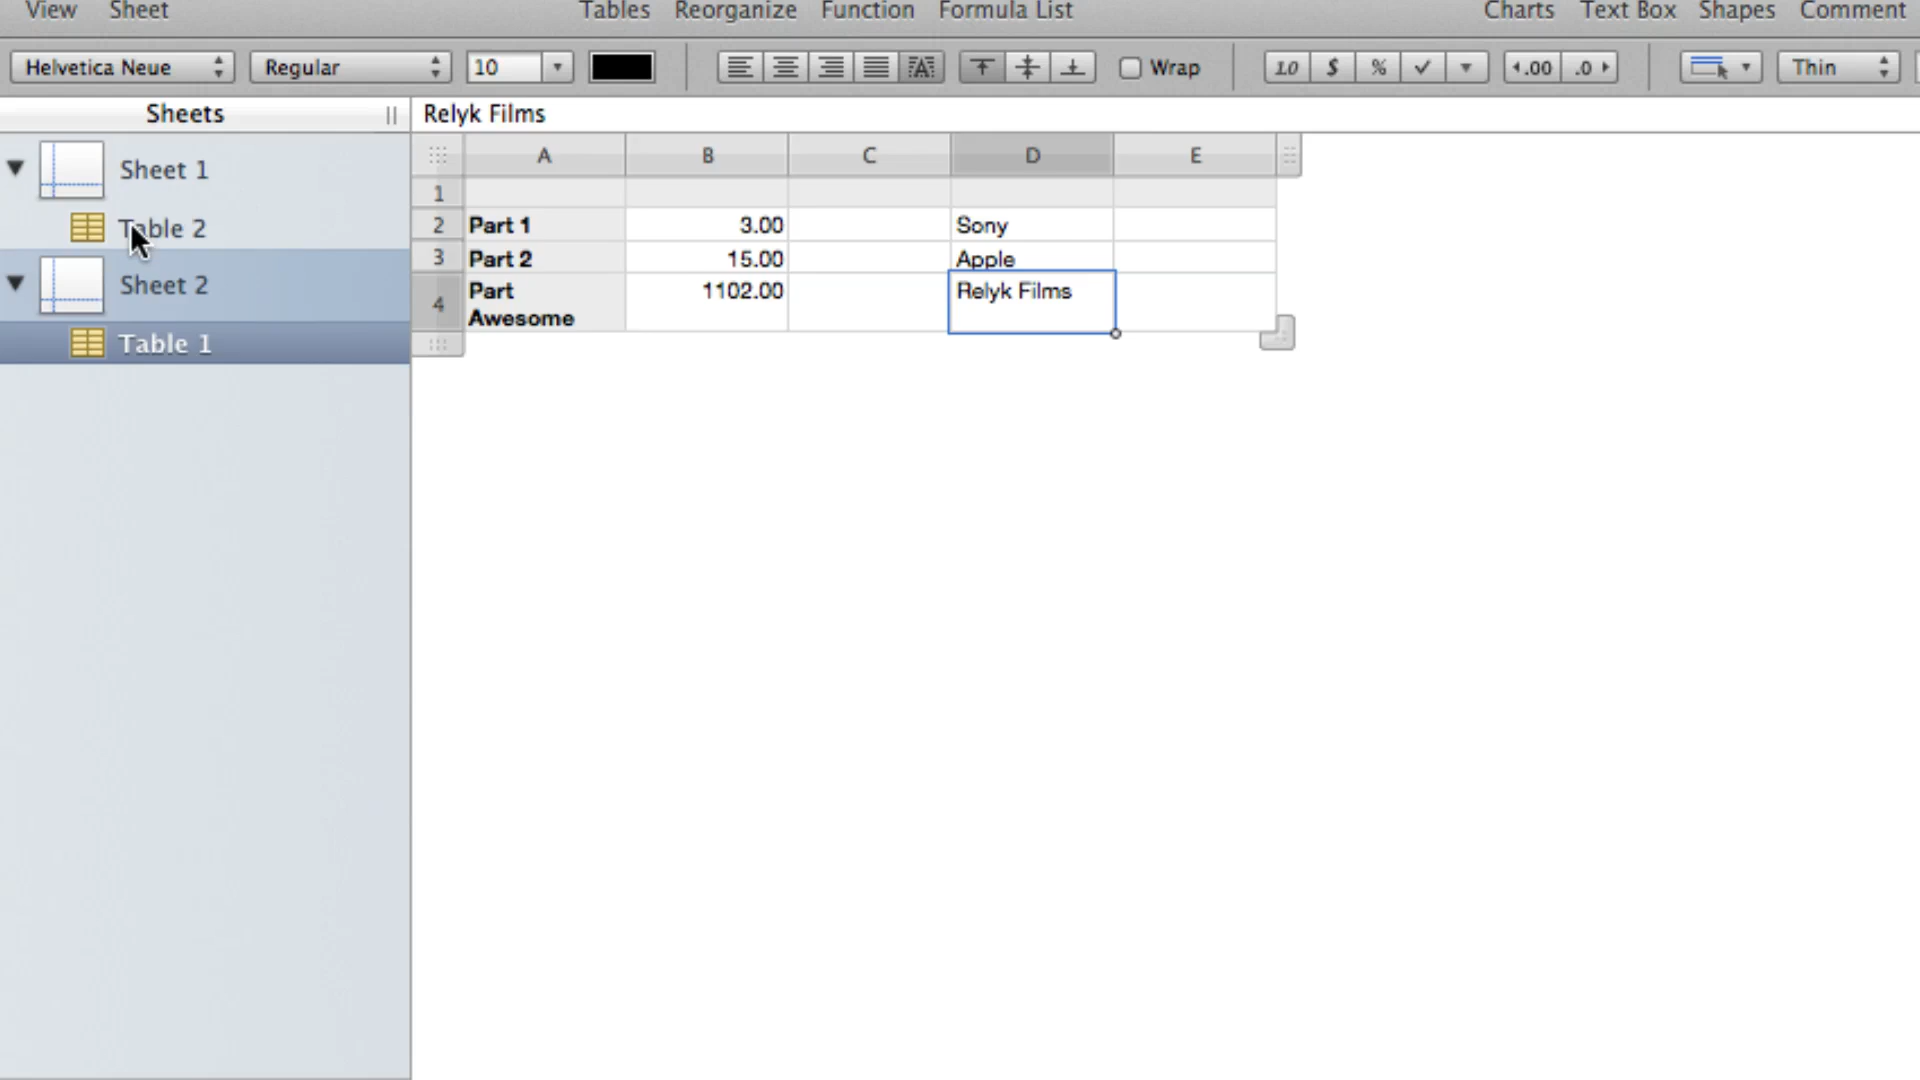 View Sheet Tables Reorganize Function Formula List Charts Text Box Shapes Comment
Helvetica Neue Regular 10 Wrap 1.0 $ % .00 .0 Thin
Sheets Relyk Films
Sheet 1
Table 2
Sheet 2
Table 1
A B C D E
1
2 Part 1 3.00 Sony
3 Part 2 15.00 Apple
4 Part Awesome 1102.00 Relyk Films